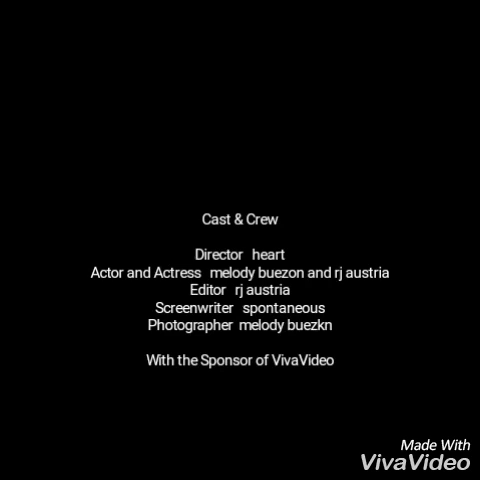 Cast & Crew
Director heart
Actor and Actress melody buezon and rj austria
Editor rj austria
Screenwriter spontaneous
Photographer melody buezkn
With the Sponsor of VivaVideo
Made With
VivaVideo